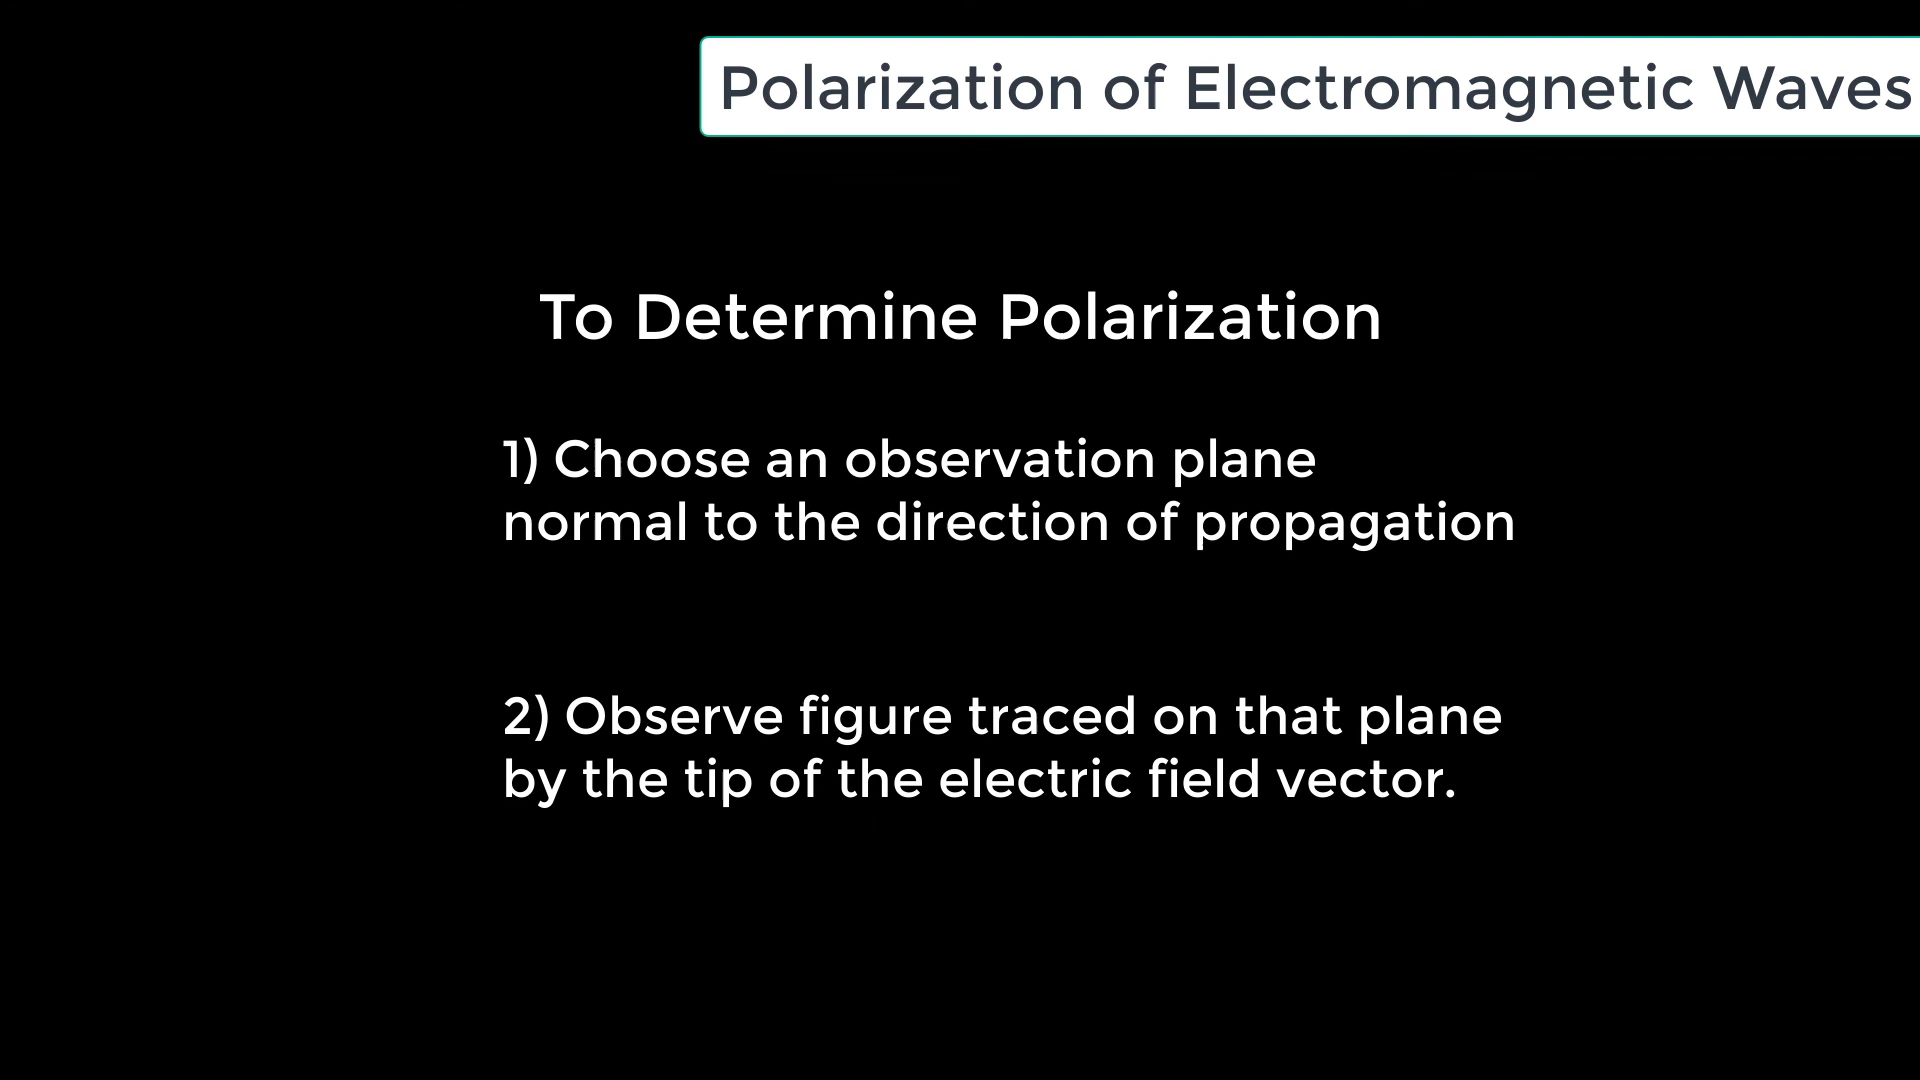 Polarization of Electromagnetic Waves
To Determine Polarization
1) Choose an observation plane
normal to the direction of propagation
2) Observe figure traced on that plane
by the tip of the electric field vector.